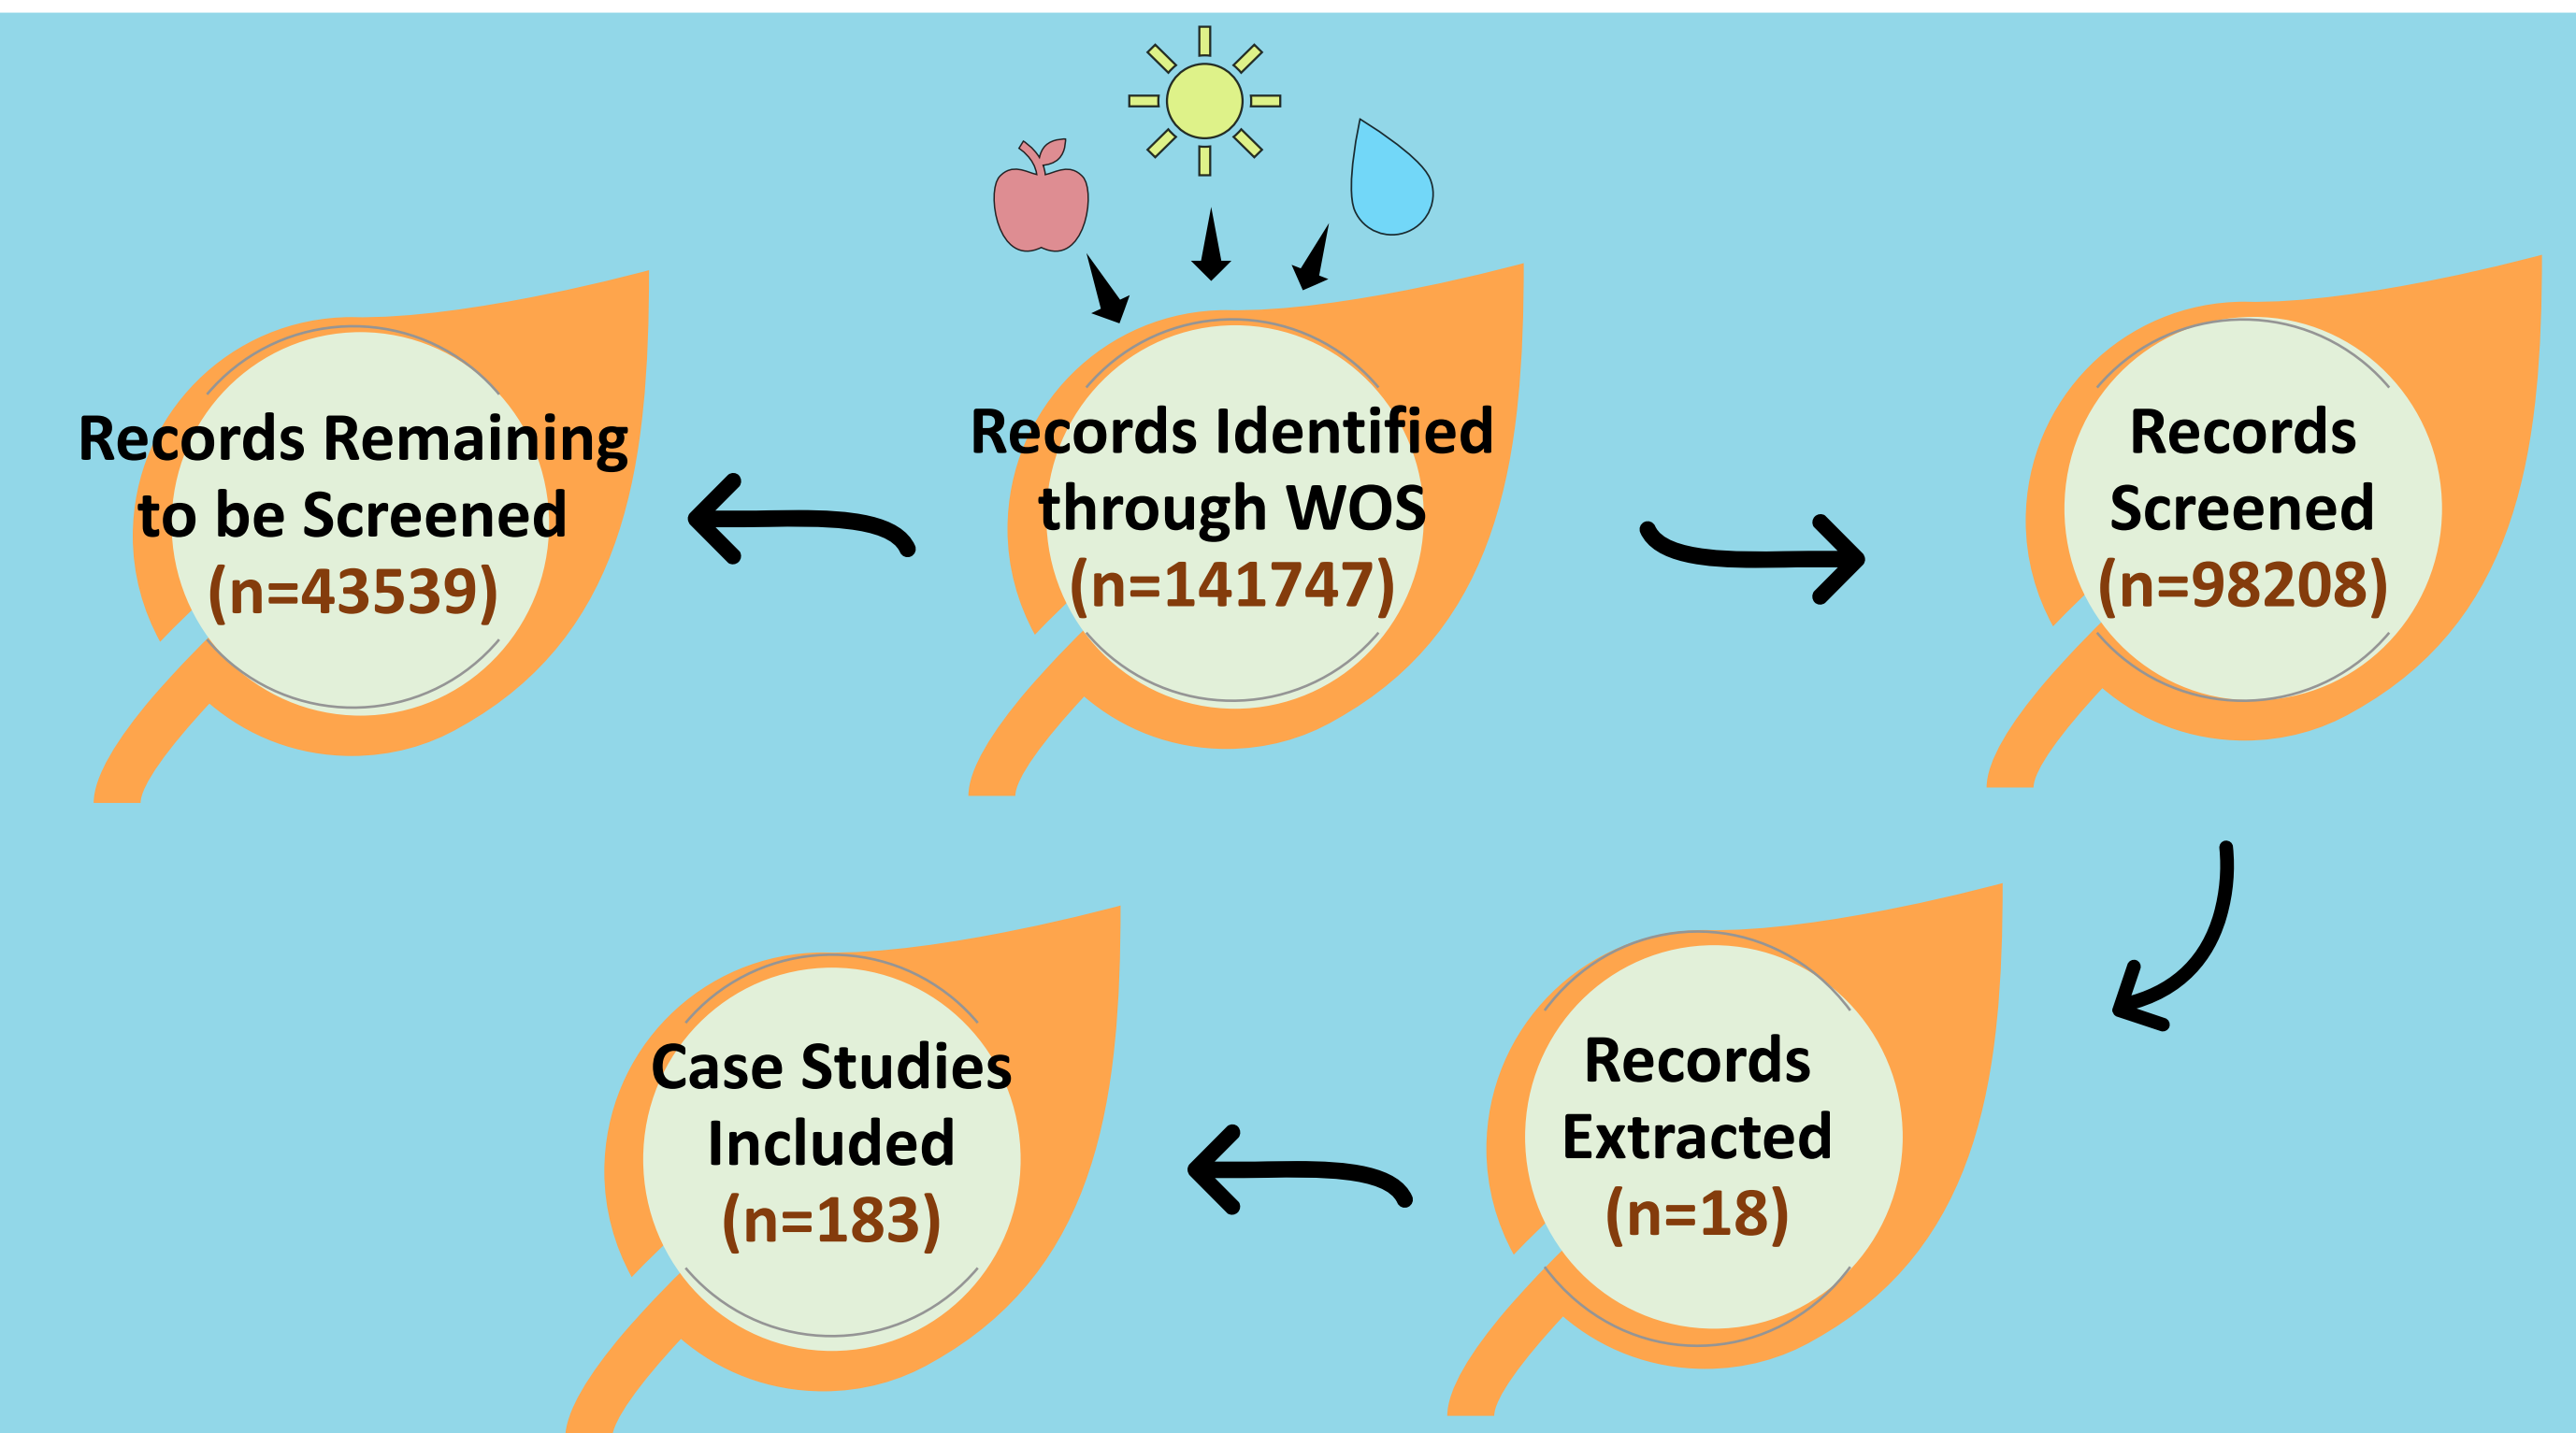 Records Remaining
to be Screened
(n=43539)
Records Identified
through WOS
(n=141747)
Records
Screened
(n=98208)
Case Studies
Included
(n=183)
Records
Extracted
(n=18)